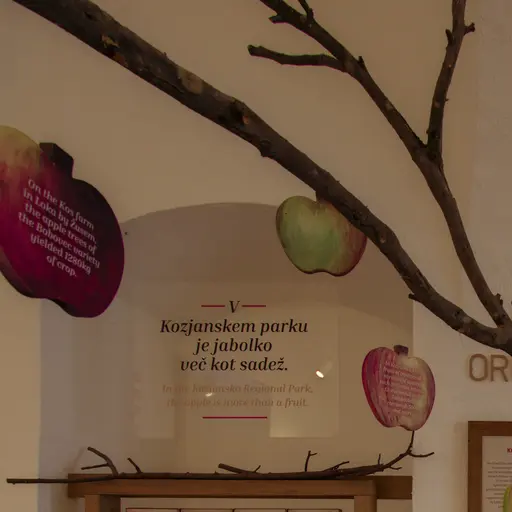 On the Kos farm
in Loka by Žusem
the apple trees of
the Bobovec variety
yielded 1280kg
of crop.
V
Kozjanskem parku
je jabolko
več kot sadež.
In the Kozjansko Regional Park,
the apple is more than a fruit.
OR